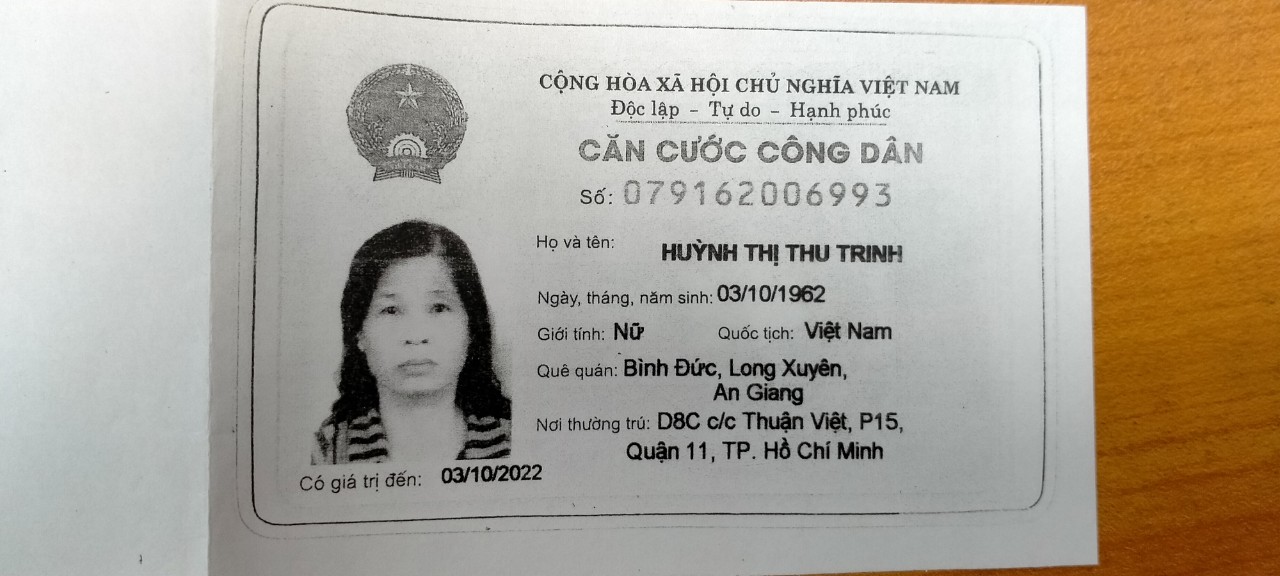 CỘNG HÒA XÃ HỘI CHỦ NGHĨA VIỆT NAM
Độc lập - Tự do - Hạnh phúc
CĂN CƯỚC CÔNG DÂN
Số: 079162006993
Họ và tên: HUỲNH THỊ THU TRINH
Ngày, tháng, năm sinh: 03/10/1962
Giới tính: Nữ Quốc tịch: Việt Nam
Quê quán: Bình Đức, Long Xuyên,
An Giang
Nơi thường trú: D8C c/c Thuận Việt, P15,
Quận 11, TP. Hồ Chí Minh
Có giá trị đến: 03/10/2022